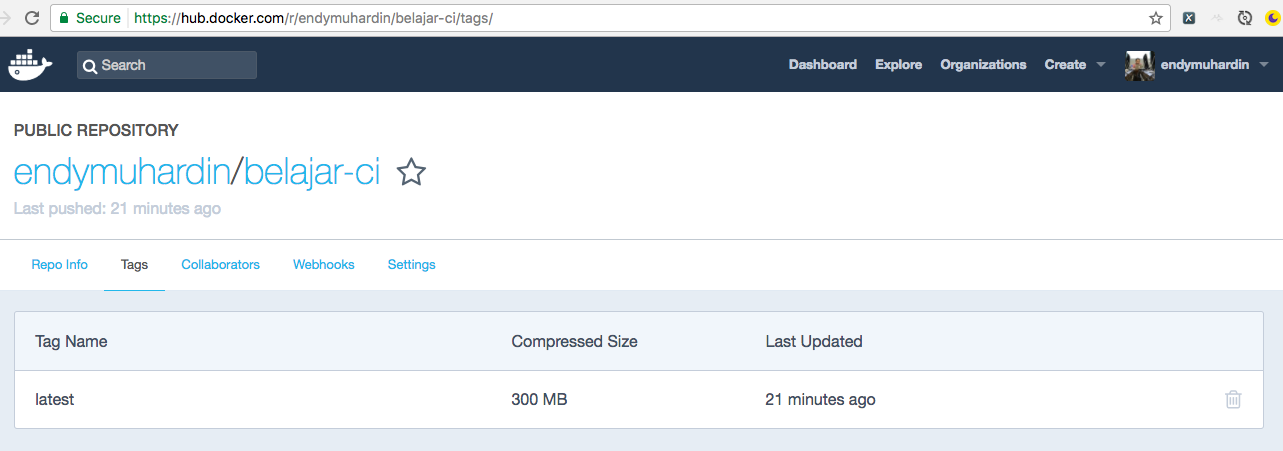 Secure https://hub.docker.com/r/endymuhardin/belajar-ci/tags/
Search Dashboard Explore Organizations Create endymuhardin
PUBLIC REPOSITORY
endymuhardin/belajar-ci
Last pushed: 21 minutes ago
Repo Info Tags Collaborators Webhooks Settings
Tag Name Compressed Size Last Updated
latest 300 MB 21 minutes ago